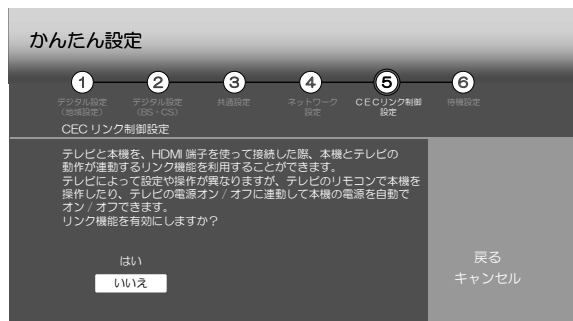 かんたん設定
1 2 3 4 5 6
デジタル設定 デジタル設定 共通設定 ネットワーク CECリンク制御 待機設定
(地域設定) (BS・CS) 設定 設定
CEC リンク制御設定
テレビと本機を、HDMI 端子を使って接続した際、本機とテレビの
動作が連動するリンク機能を利用することができます。
テレビによって設定や操作が異なりますが、テレビのリモコンで本機を
操作したり、テレビの電源オン / オフに連動して本機の電源を自動で
オン / オフできます。
リンク機能を有効にしますか？
はい
いいえ
戻る
キャンセル